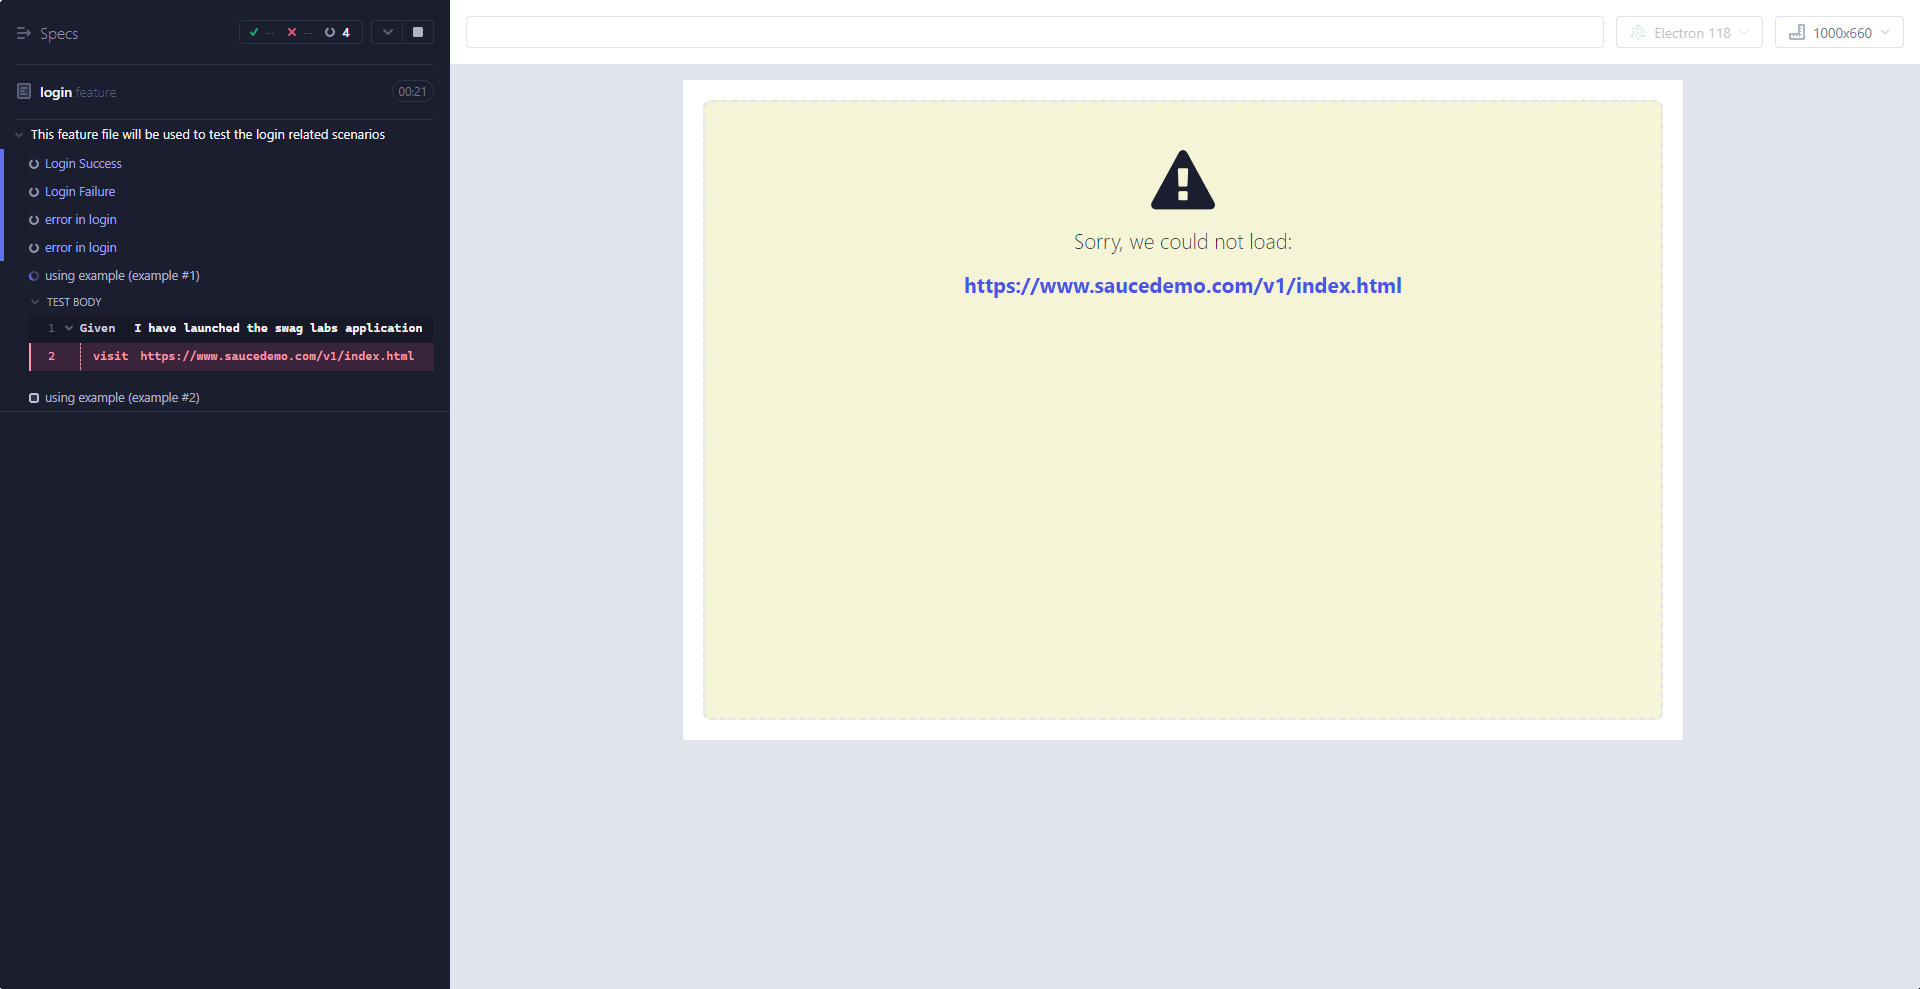 Specs
-- -- 4
login.feature 00:21
This feature file will be used to test the login related scenarios
Login Success
Login Failure
error in login
error in login
using example (example #1)
TEST BODY
1 Given I have launched the swag labs application
2 visit https://www.saucedemo.com/v1/index.html
using example (example #2)
Electron 118
1000x660
Sorry, we could not load:
https://www.saucedemo.com/v1/index.html